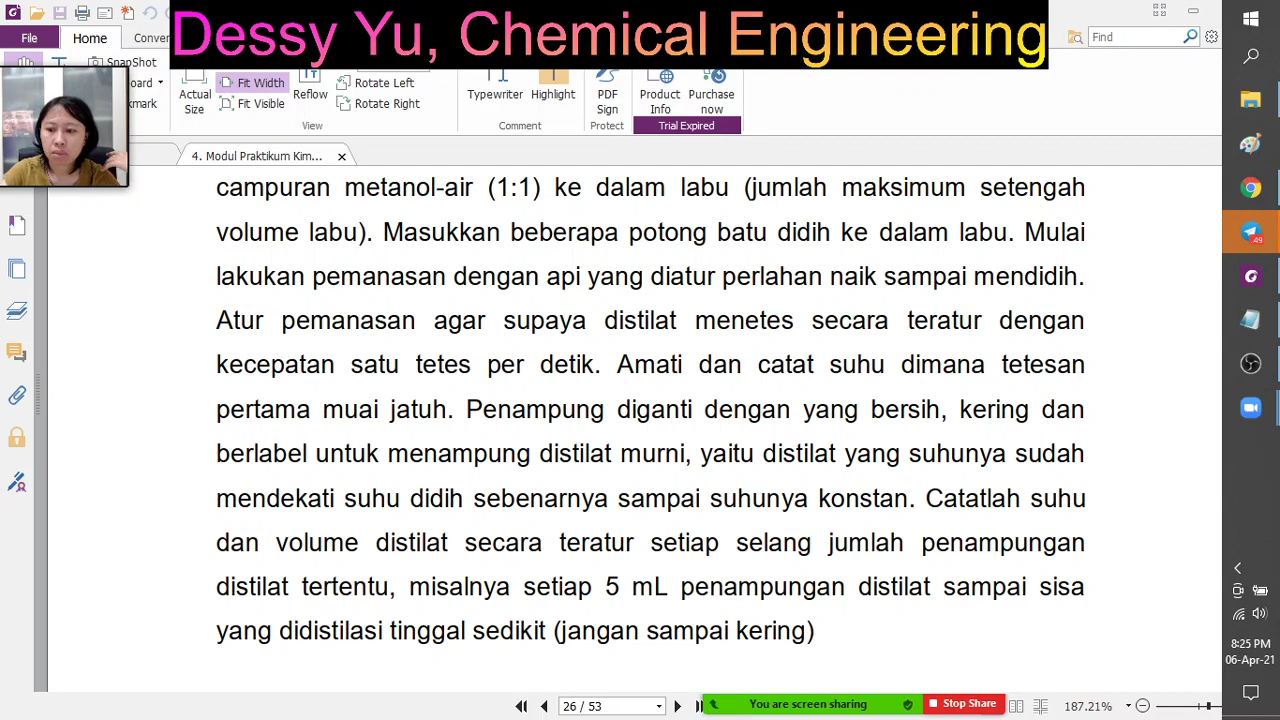 Dessy Yu, Chemical Engineering
File
Home
Conver
Find
SnapShot
Actual
Size
Fit Width
Fit Visible
Reflow
Rotate Left
Rotate Right
View
Typewriter
Highlight
Comment
PDF
Sign
Protect
Product
Info
Purchase
now
Trial Expired
4. Modul Praktikum Kim...
campuran metanol-air (1:1) ke dalam labu (jumlah maksimum setengah
volume labu). Masukkan beberapa potong batu didih ke dalam labu. Mulai
lakukan pemanasan dengan api yang diatur perlahan naik sampai mendidih.
Atur pemanasan agar supaya distilat menetes secara teratur dengan
kecepatan satu tetes per detik. Amati dan catat suhu dimana tetesan
pertama muai jatuh. Penampung diganti dengan yang bersih, kering dan
berlabel untuk menampung distilat murni, yaitu distilat yang suhunya sudah
mendekati suhu didih sebenarnya sampai suhunya konstan. Catatlah suhu
dan volume distilat secara teratur setiap selang jumlah penampungan
distilat tertentu, misalnya setiap 5 mL penampungan distilat sampai sisa
yang didistilasi tinggal sedikit (jangan sampai kering)
26 / 53
You are screen sharing
Stop Share
187.21%
8:25 PM
06-Apr-21